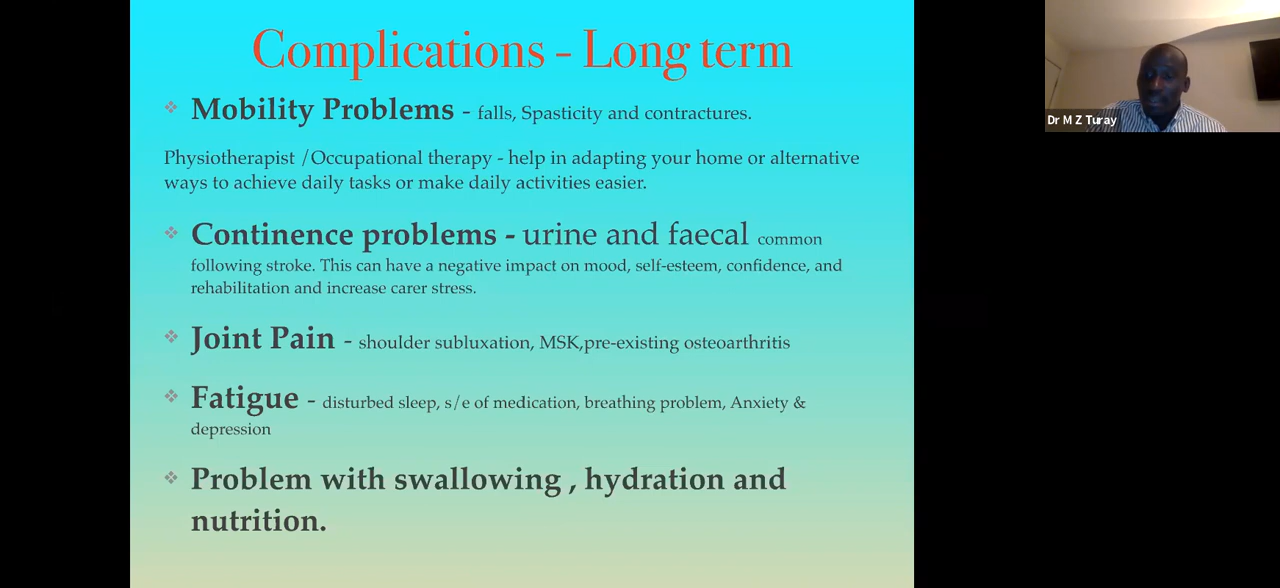 Complications - Long term
❖ Mobility Problems - falls, Spasticity and contractures.
Physiotherapist /Occupational therapy - help in adapting your home or alternative
ways to achieve daily tasks or make daily activities easier.
❖ Continence problems - urine and faecal common
following stroke. This can have a negative impact on mood, self-esteem, confidence, and
rehabilitation and increase carer stress.
❖ Joint Pain - shoulder subluxation, MSK,pre-existing osteoarthritis
❖ Fatigue - disturbed sleep, s/e of medication, breathing problem, Anxiety &
depression
❖ Problem with swallowing , hydration and
nutrition.
Dr M Z Turay